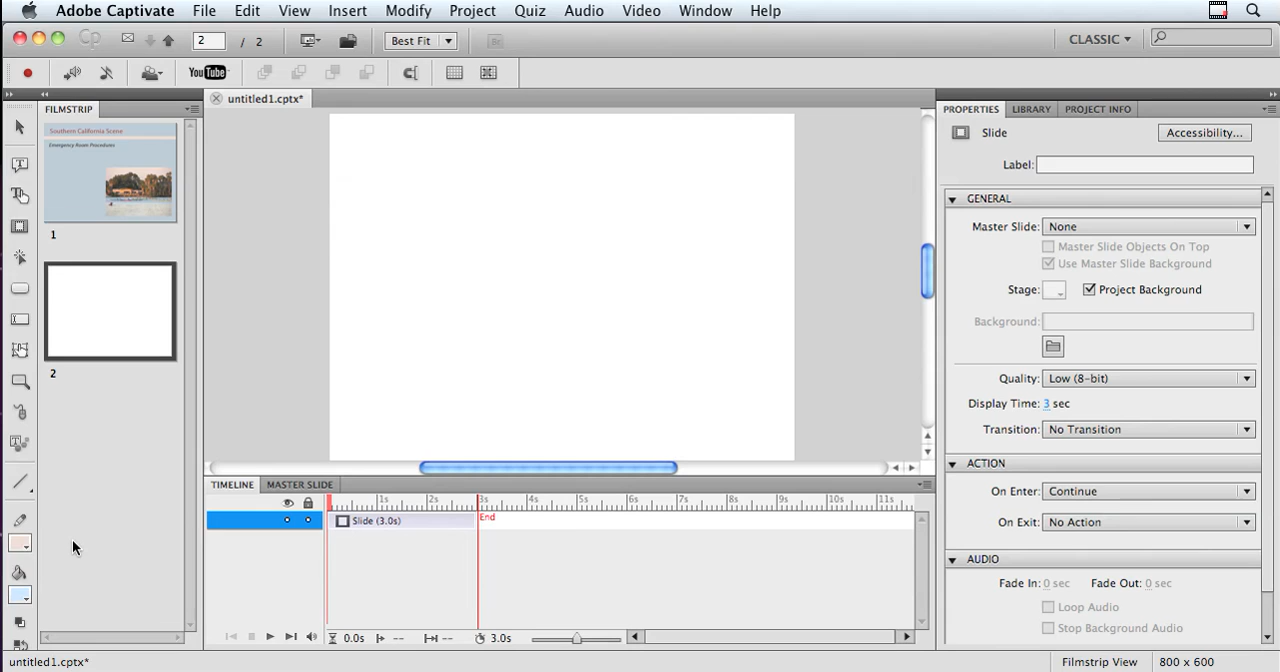 Adobe Captivate File Edit View Insert Modify Project Quiz Audio Video Window Help
Cp 2 / 2 Best Fit Br CLASSIC
YouTube
FILMSTRIP untitled1.cptx* PROPERTIES LIBRARY PROJECT INFO
Southern California Scene
Emergency Room Procedures
1
2
Slide Accessibility...
Label:
GENERAL
Master Slide: None
Master Slide Objects On Top
Use Master Slide Background
Stage: Project Background
Background:
Quality: Low (8-bit)
Display Time: 3 sec
Transition: No Transition
ACTION
On Enter: Continue
On Exit: No Action
AUDIO
Fade In: 0 sec Fade Out: 0 sec
Loop Audio
Stop Background Audio
TIMELINE MASTER SLIDE
1s 2s 3s 4s 5s 6s 7s 8s 9s 10s 11s
Slide (3.0s) End
0.0s -- -- 3.0s
untitled1.cptx* Filmstrip View 800 x 600